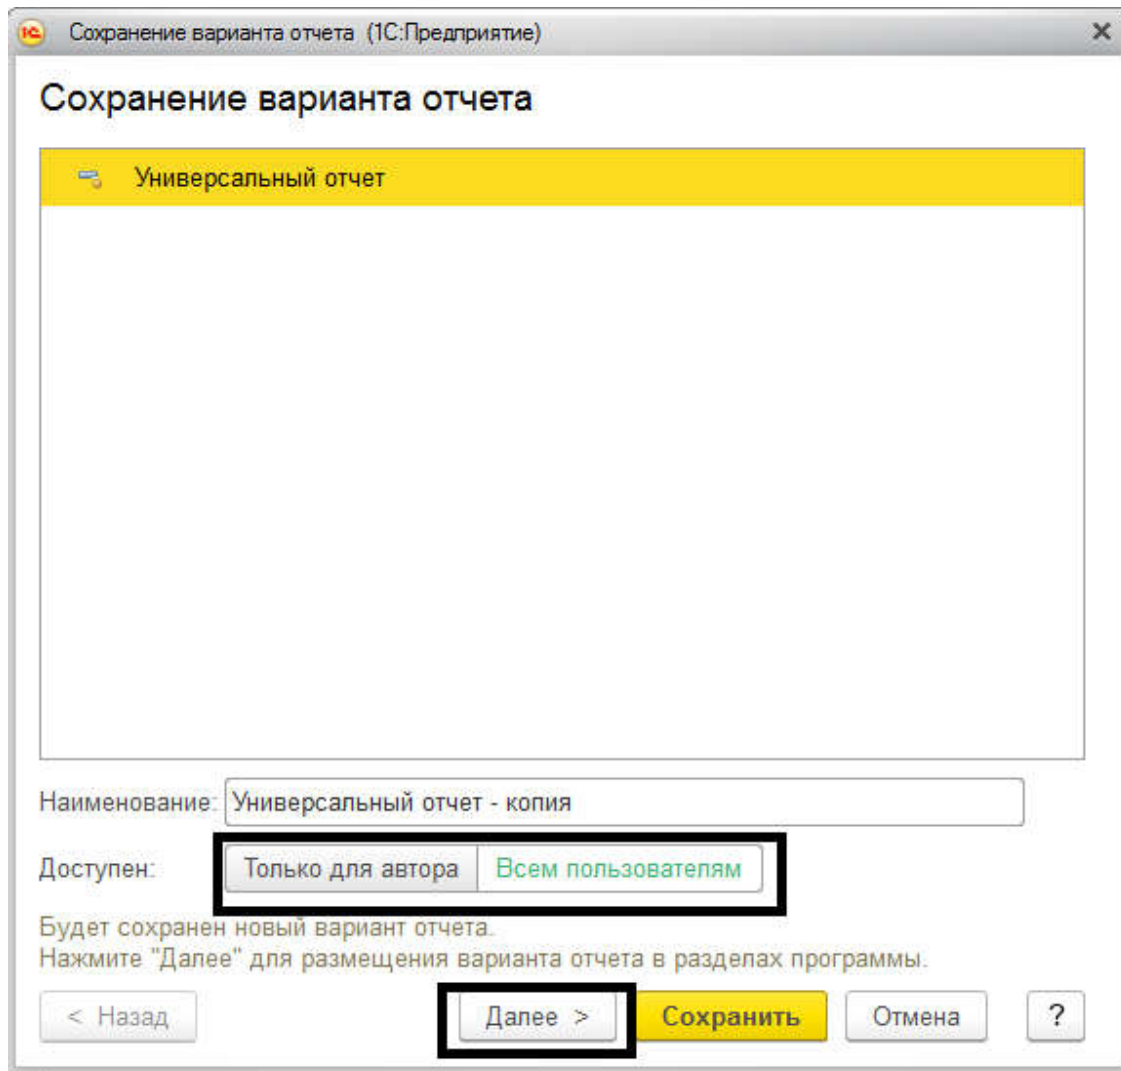 Сохранение варианта отчета (1С:Предприятие)
Сохранение варианта отчета
Универсальный отчет
Наименование: Универсальный отчет - копия
Доступен: Только для автора Всем пользователям
Будет сохранен новый вариант отчета.
Нажмите "Далее" для размещения варианта отчета в разделах программы.
< Назад Далее > Сохранить Отмена ?